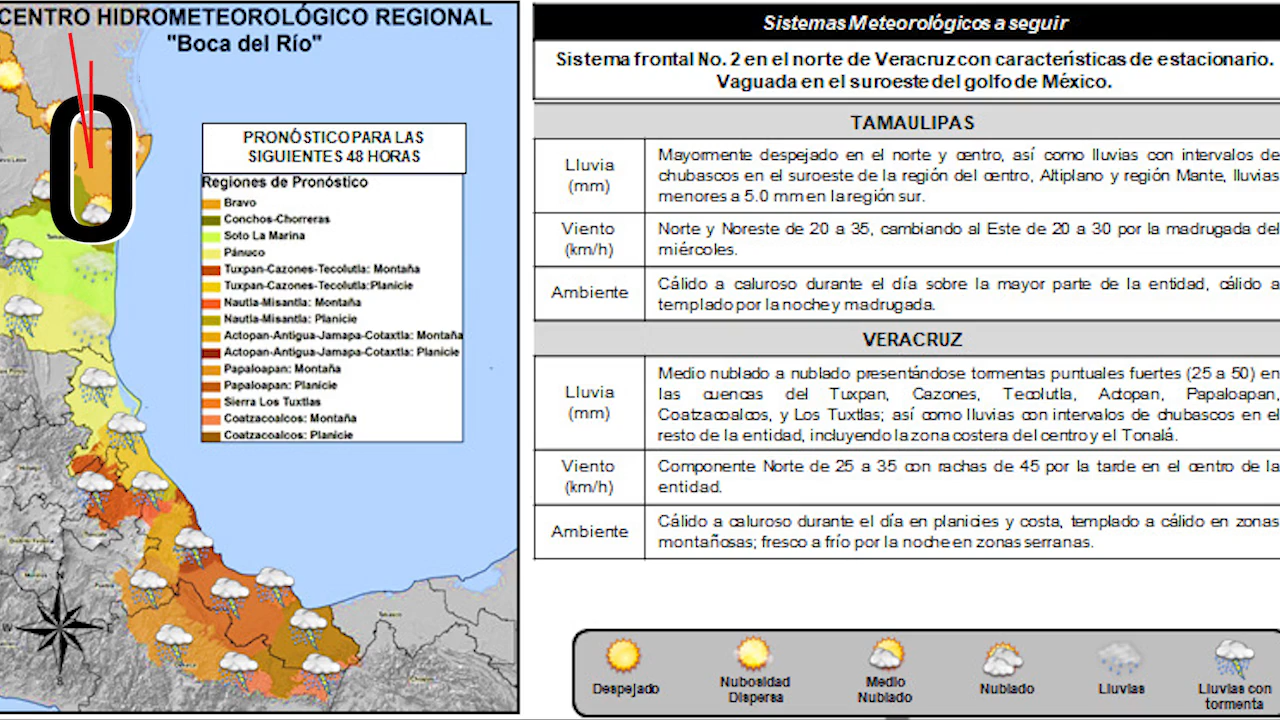 CENTRO HIDROMETEOROLÓGICO REGIONAL
"Boca del Río"
PRONÓSTICO PARA LAS
SIGUIENTES 48 HORAS
Regiones de Pronóstico
Bravo
Conchos-Chorreras
Soto La Marina
Pánuco
Tuxpan-Cazones-Tecolutla: Montaña
Tuxpan-Cazones-Tecolutla:Planicie
Nautla-Misantla: Montaña
Nautla-Misantla: Planicie
Actopan-Antigua-Jamapa-Cotaxtla: Montaña
Actopan-Antigua-Jamapa-Cotaxtla: Planicie
Papaloapan: Montaña
Papaloapan: Planicie
Sierra Los Tuxtlas
Coatzacoalcos: Montaña
Coatzacoalcos: Planicie
N
W
E
S
Sistemas Meteorológicos a seguir
Sistema frontal No. 2 en el norte de Veracruz con características de estacionario.
Vaguada en el suroeste del golfo de México.
TAMAULIPAS
Lluvia
(mm)
Mayormente despejado en el norte y centro, así como lluvias con intervalos de
chubascos en el suroeste de la región del centro, Altiplano y región Mante, lluvias
menores a 5.0 mm en la región sur.
Viento
(km/h)
Norte y Noreste de 20 a 35, cambiando al Este de 20 a 30 por la madrugada del
miércoles.
Ambiente
Cálido a caluroso durante el día sobre la mayor parte de la entidad, cálido a
templado por la noche y madrugada.
VERACRUZ
Lluvia
(mm)
Medio nublado a nublado presentándose tormentas puntuales fuertes (25 a 50) en
las cuencas del Tuxpan, Cazones, Tecolutla, Actopan, Papaloapan,
Coatzacoalcos, y Los Tuxtlas; así como lluvias con intervalos de chubascos en el
resto de la entidad, incluyendo la zona costera del centro y el Tonalá.
Viento
(km/h)
Componente Norte de 25 a 35 con rachas de 45 por la tarde en el centro de la
entidad.
Ambiente
Cálido a caluroso durante el día en planicies y costa, templado a cálido en zonas
montañosas; fresco a frío por la noche en zonas serranas.
Despejado
Nubosidad
Dispersa
Medio
Nublado
Nublado
Lluvias
Lluvias con
tormenta